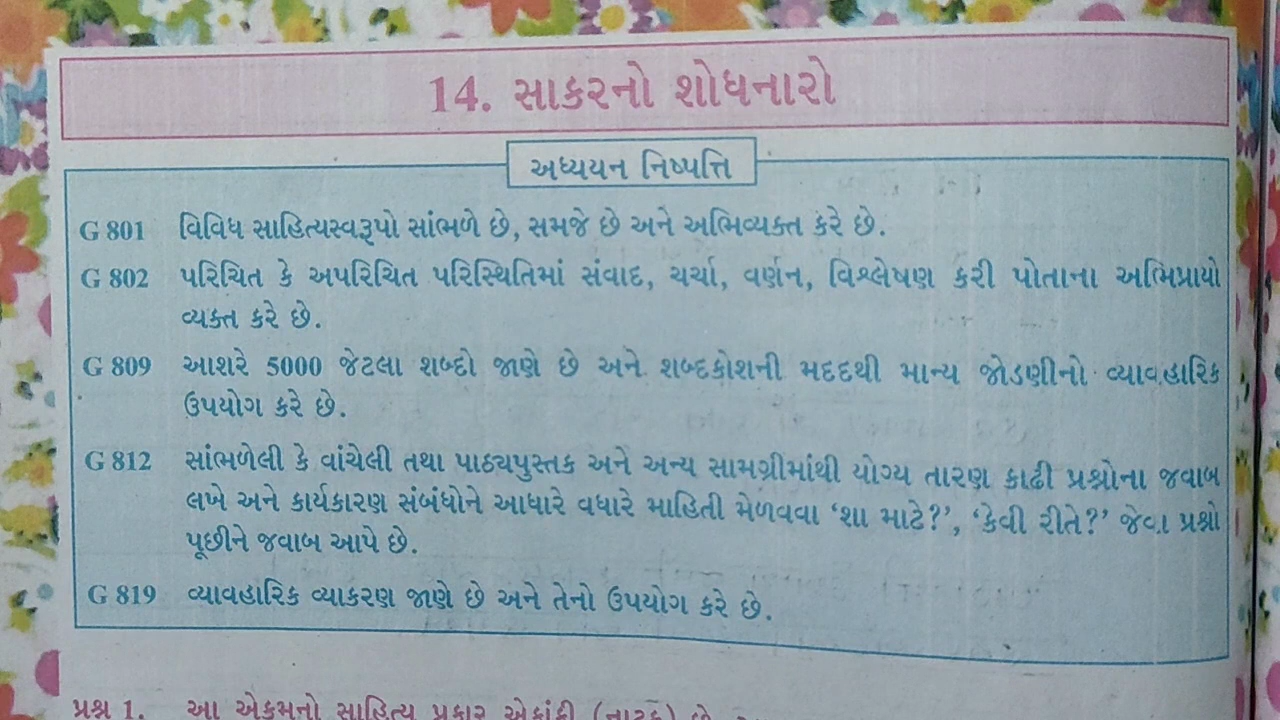 14. સાકરનો શોધનારો
અધ્યયન નિષ્પત્તિ
G 801 વિવિધ સાહિત્યસ્વરૂપો સાંભળે છે, સમજે છે અને અભિવ્યક્ત કરે છે.
G 802 પરિચિત કે અપરિચિત પરિસ્થિતિમાં સંવાદ, ચર્ચા, વર્ણન, વિશ્લેષણ કરી પોતાના અભિપ્રાયો
વ્યક્ત કરે છે.
G 809 આશરે 5000 જેટલા શબ્દો જાણે છે અને શબ્દકોશની મદદથી માન્ય જોડણીનો વ્યાવહારિક
ઉપયોગ કરે છે.
G 812 સાંભળેલી કે વાંચેલી તથા પાઠ્યપુસ્તક અને અન્ય સામગ્રીમાંથી યોગ્ય તારણ કાઢી પ્રશ્નોના જવાબ
લખે અને કાર્યકારણ સંબંધોને આધારે વધારે માહિતી મેળવવા ‘શા માટે?’, ‘કેવી રીતે?’ જેવા પ્રશ્નો
પૂછીને જવાબ આપે છે.
G 819 વ્યાવહારિક વ્યાકરણ જાણે છે અને તેનો ઉપયોગ કરે છે.
પ્રશ્ન 1. આ એકમનો સાહિત્ય પ્રકાર એકાંકી (નાટક) છે